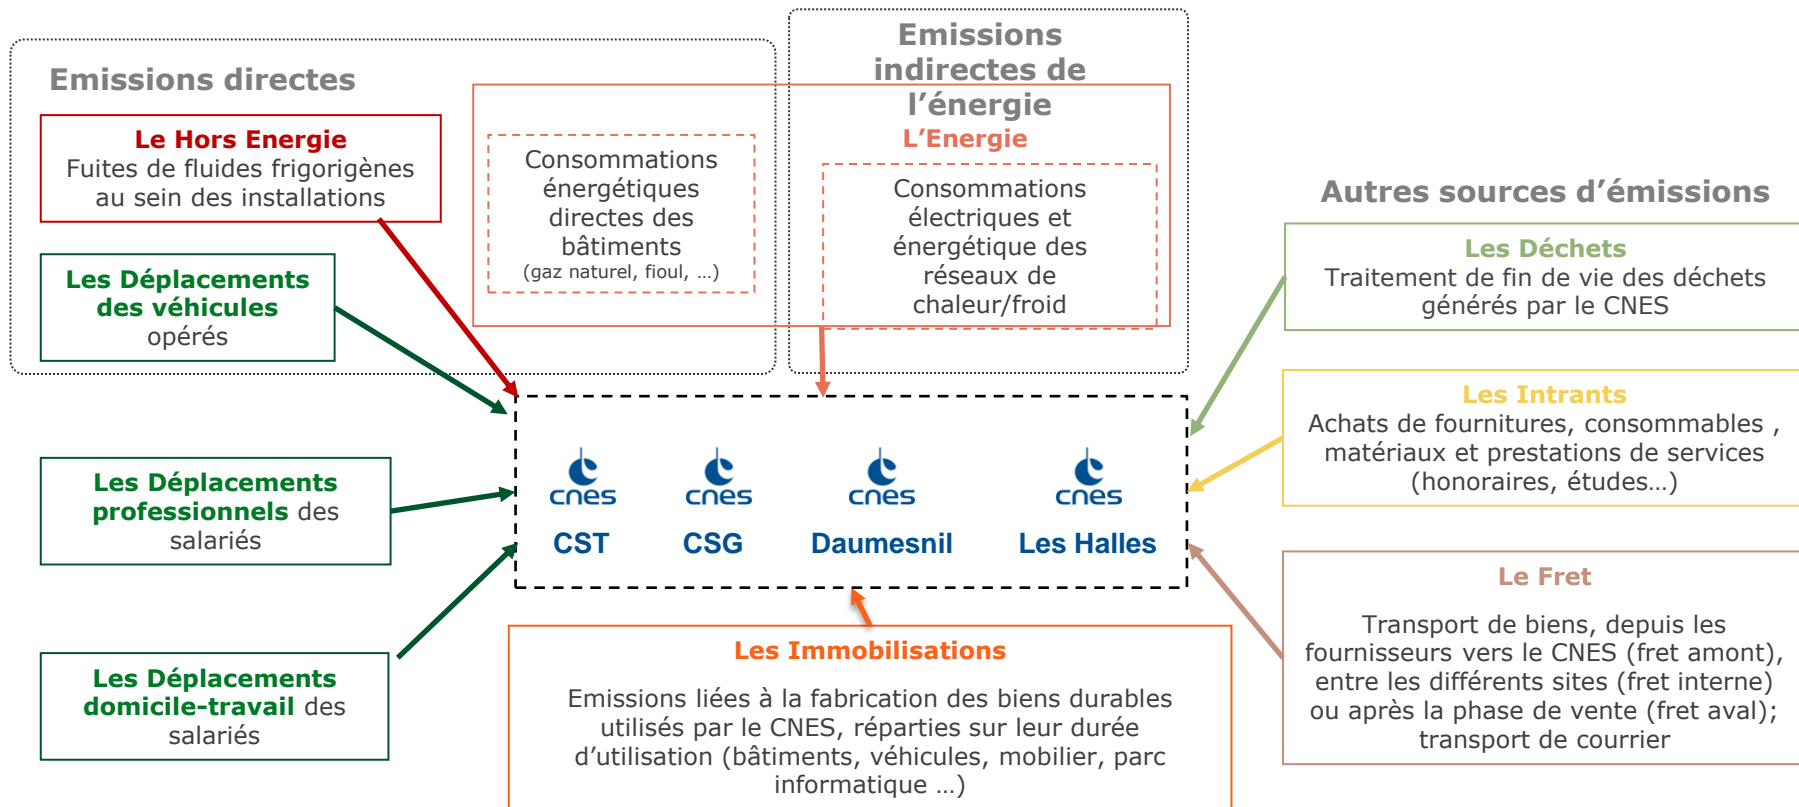 Emissions directes
Le Hors Energie
Fuites de fluides frigorigènes
au sein des installations
Les Déplacements
des véhicules
opérés
Consommations
énergétiques
directes des
bâtiments
(gaz naturel, fioul, ...)
Emissions
indirectes de
l’énergie
L’Energie
Consommations
électriques et
énergétique des
réseaux de
chaleur/froid
Autres sources d’émissions
Les Déchets
Traitement de fin de vie des déchets
générés par le CNES
Les Intrants
Achats de fournitures, consommables ,
matériaux et prestations de services
(honoraires, études…)
Le Fret
Transport de biens, depuis les
fournisseurs vers le CNES (fret amont),
entre les différents sites (fret interne)
ou après la phase de vente (fret aval);
transport de courrier
Les Déplacements
professionnels des
salariés
Les Déplacements
domicile-travail des
salariés
cnes cnes cnes cnes
CST CSG Daumesnil Les Halles
Les Immobilisations
Emissions liées à la fabrication des biens durables
utilisés par le CNES, réparties sur leur durée
d’utilisation (bâtiments, véhicules, mobilier, parc
informatique …)